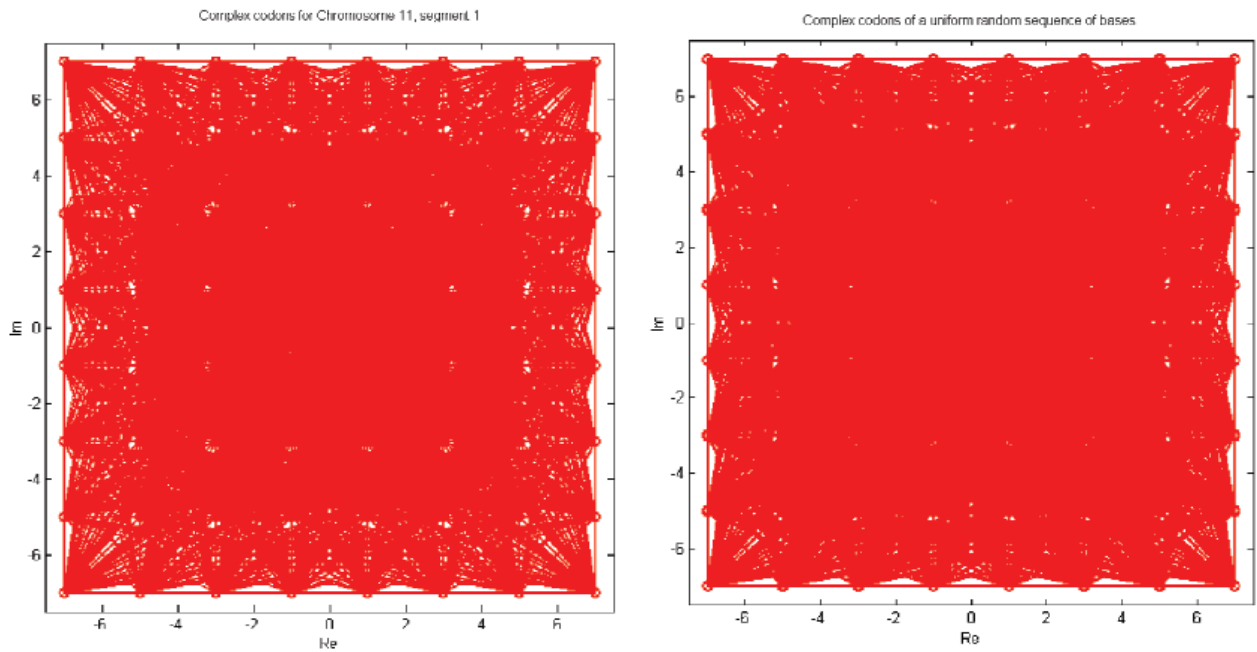 Complex codons for Chromosome 11, segment 1
6
4
2
0
-2
-4
-6
Im
-6 -4 -2 0 2 4 6
Re
Complex codons of a uniform random sequence of bases
6
4
2
0
-2
-4
-6
Im
-6 -4 -2 0 2 4 6
Re